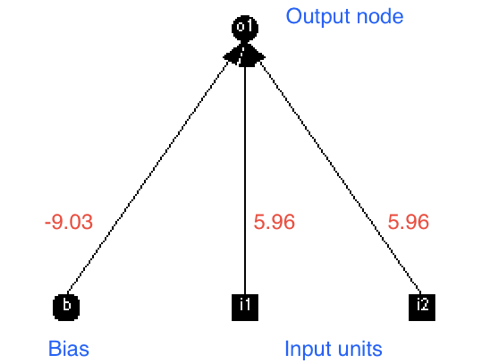 o1
Output node
-9.03
5.96
5.96
b
i1
i2
Bias
Input units